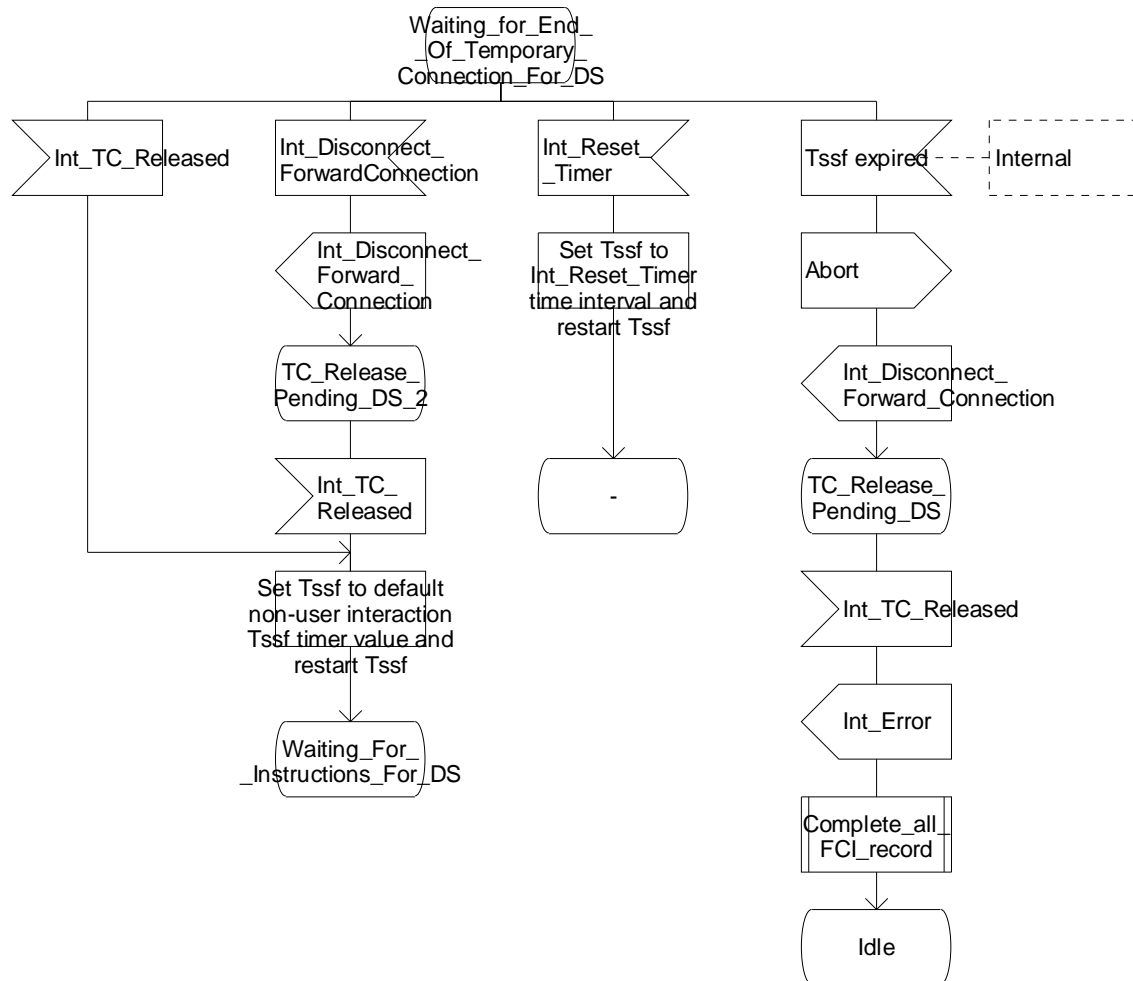 Waiting_for_End_
_Of_Temporary_
Connection_For_DS
Int_TC_Released
Int_Disconnect_
ForwardConnection
Int_Reset_
_Timer
Tssf expired
Internal
Int_Disconnect_
Forward_
Connection
Set Tssf to
Int_Reset_Timer
time interval and
restart Tssf
Abort
TC_Release_
Pending_DS_2
Int_Disconnect_
Forward_Connection
Int_TC_
Released
-
TC_Release_
Pending_DS
Set Tssf to default
non-user interaction
Tssf timer value and
restart Tssf
Int_TC_Released
Waiting_For_
_Instructions_For_DS
Int_Error
Complete_all_
FCI_record
Idle